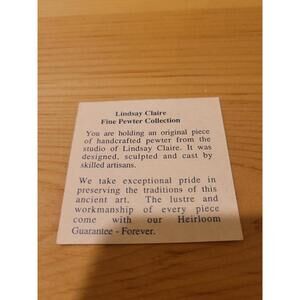 Lindsay Claire
Fine Pewter Collection
You are holding an original piece
of handcrafted pewter from the
studio of Lindsay Claire. It was
designed, sculpted and cast by
skilled artisans.
We take exceptional pride in
preserving the traditions of this
ancient art. The lustre and
workmanship of every piece
come with our Heirloom
Guarantee - Forever.